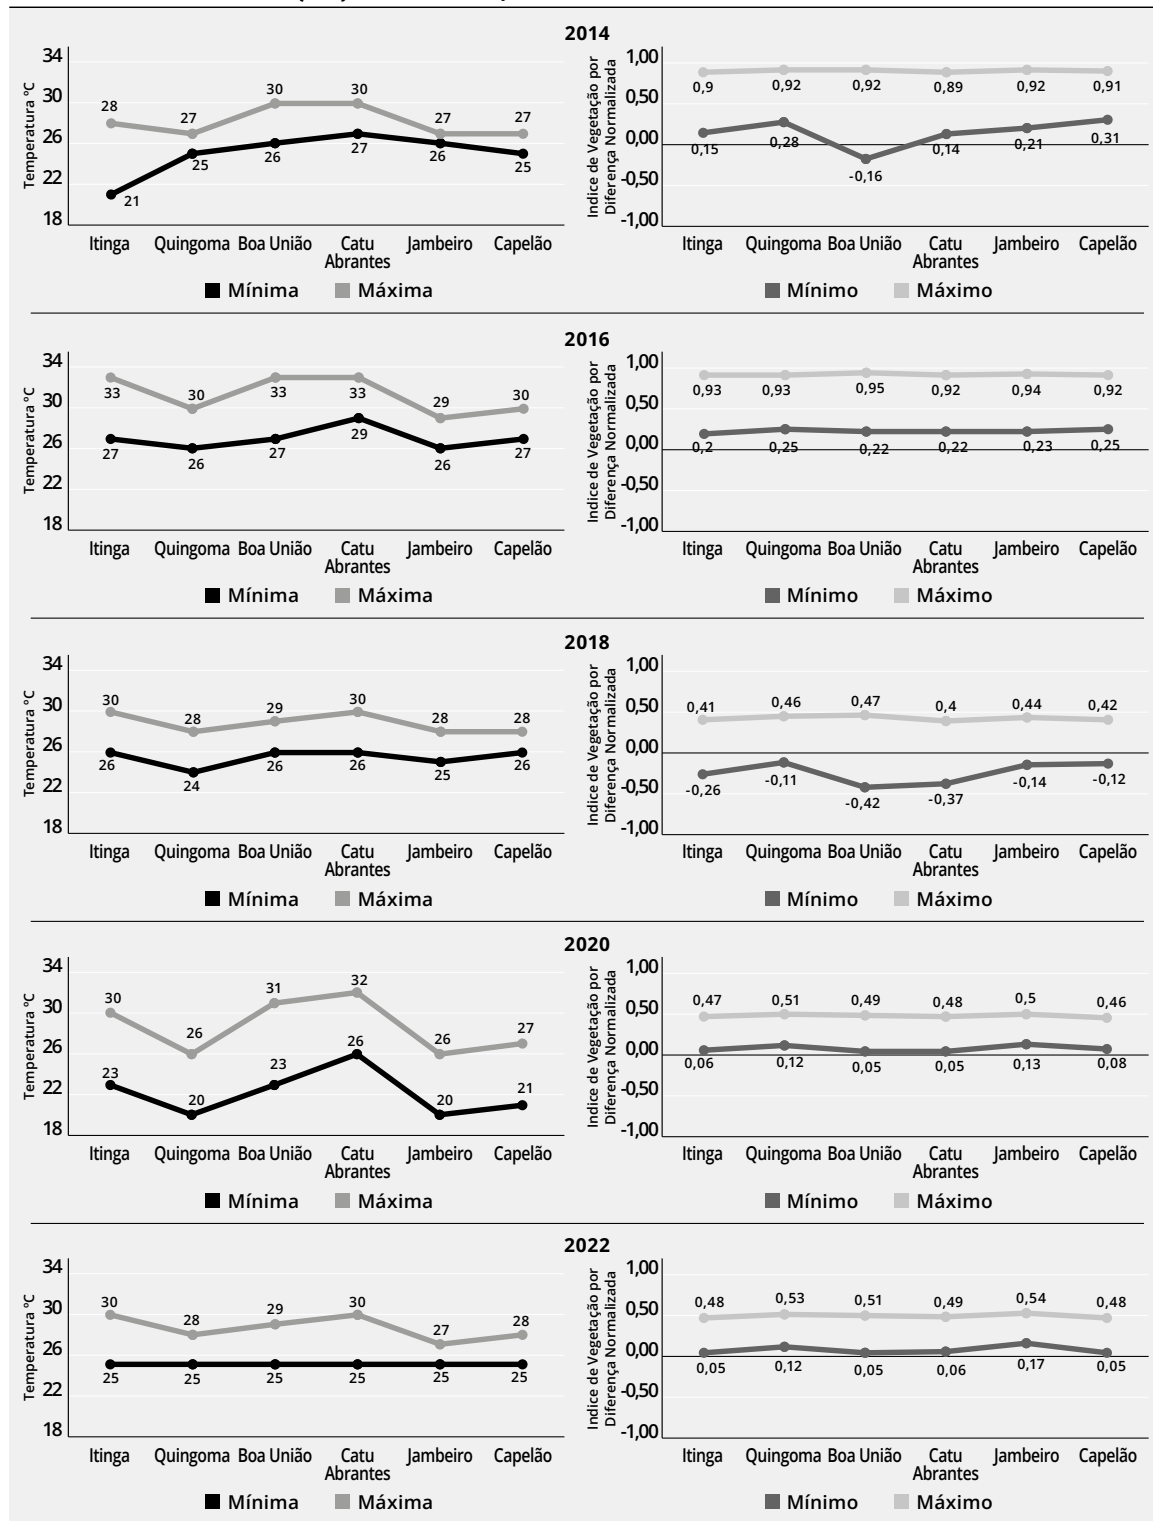 2014
Temperatura °C
34
30
26
22
18
28
27
30
30
27
27
21
25
26
27
26
25
Itinga
Quingoma
Boa União
Catu
Abrantes
Jambeiro
Capelão
Mínima
Máxima
Indice de Vegetação por
Diferença Normalizada
1,00
0,50
0,00
-0,50
-1,00
0,9
0,92
0,92
0,89
0,92
0,91
0,15
0,28
-0,16
0,14
0,21
0,31
Itinga
Quingoma
Boa União
Catu
Abrantes
Jambeiro
Capelão
Mínimo
Máximo
2016
Temperatura °C
34
30
26
22
18
33
30
33
33
29
30
27
26
27
29
26
27
Itinga
Quingoma
Boa União
Catu
Abrantes
Jambeiro
Capelão
Mínima
Máxima
Indice de Vegetação por
Diferença Normalizada
1,00
0,50
0,00
-0,50
-1,00
0,93
0,93
0,95
0,92
0,94
0,92
0,2
0,25
0,22
0,22
0,23
0,25
Itinga
Quingoma
Boa União
Catu
Abrantes
Jambeiro
Capelão
Mínimo
Máximo
2018
Temperatura °C
34
30
26
22
18
30
28
29
30
28
28
26
24
26
26
25
26
Itinga
Quingoma
Boa União
Catu
Abrantes
Jambeiro
Capelão
Mínima
Máxima
Indice de Vegetação por
Diferença Normalizada
1,00
0,50
0,00
-0,50
-1,00
0,41
0,46
0,47
0,4
0,44
0,42
-0,26
-0,11
-0,42
-0,37
-0,14
-0,12
Itinga
Quingoma
Boa União
Catu
Abrantes
Jambeiro
Capelão
Mínimo
Máximo
2020
Temperatura °C
34
30
26
22
18
30
26
31
32
26
27
23
20
23
26
20
21
Itinga
Quingoma
Boa União
Catu
Abrantes
Jambeiro
Capelão
Mínima
Máxima
Indice de Vegetação por
Diferença Normalizada
1,00
0,50
0,00
-0,50
-1,00
0,47
0,51
0,49
0,48
0,5
0,46
0,06
0,12
0,05
0,05
0,13
0,08
Itinga
Quingoma
Boa União
Catu
Abrantes
Jambeiro
Capelão
Mínimo
Máximo
2022
Temperatura °C
34
30
26
22
18
30
28
29
30
27
28
25
25
25
25
25
25
Itinga
Quingoma
Boa União
Catu
Abrantes
Jambeiro
Capelão
Mínima
Máxima
Indice de Vegetação por
Diferença Normalizada
1,00
0,50
0,00
-0,50
-1,00
0,48
0,53
0,51
0,49
0,54
0,48
0,05
0,12
0,05
0,06
0,17
0,05
Itinga
Quingoma
Boa União
Catu
Abrantes
Jambeiro
Capelão
Mínimo
Máximo